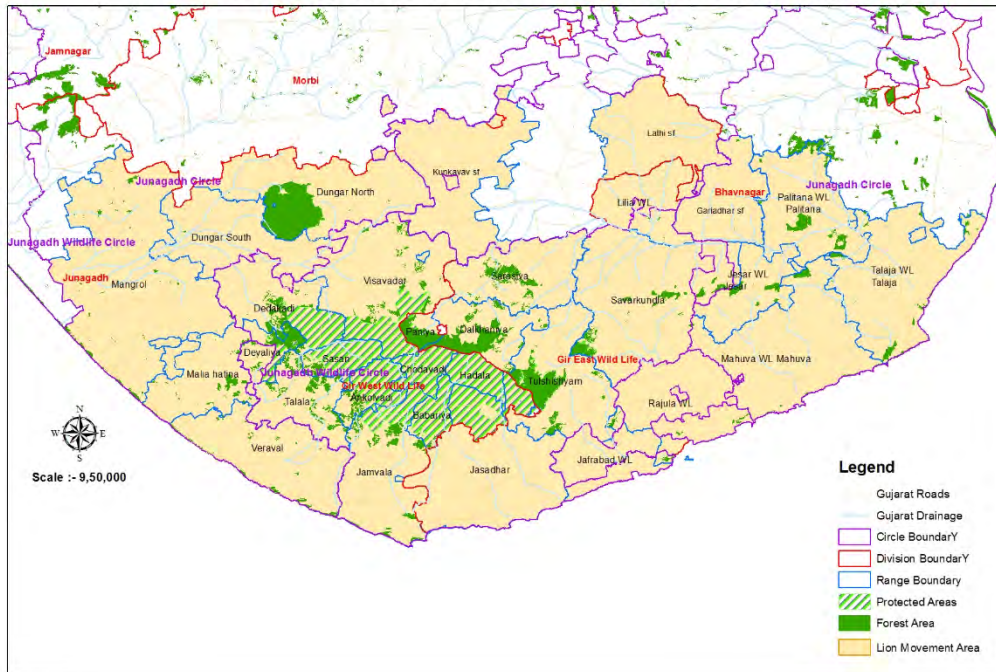 Jamnagar
Morbi
Lathi sf
Junagadh Circle
Dungar North
Kunkavav sf
Bhavnagar
Junagadh Circle
Lilia WL
Palitana WL
Palitana
Gariadhar sf
Dungar South
Junagadh Wildlife Circle
Junagadh
Mangrol
Visavadar
Sarasiya
Jesar WL
Jesar
Talaja WL
Talaja
Savarkundla
Dedakadi
Paniya
Dalkhaniya
Devaliya
Sasan
Chodavadi
Hadala
Gir East Wild Life
Mahuva WL Mahuva
Malia hatina
Junagadh Wildlife Circle
Gir West Wild Life
Tulshishyam
Talala
Ankolvadi
Babariya
Rajula WL
N
W
E
S
Veraval
Jamvala
Jasadhar
Jafrabad WL
Scale :- 9,50,000
Legend
Gujarat Roads
Gujarat Drainage
Circle BoundarY
Division BoundarY
Range Boundary
Protected Areas
Forest Area
Lion Movement Area